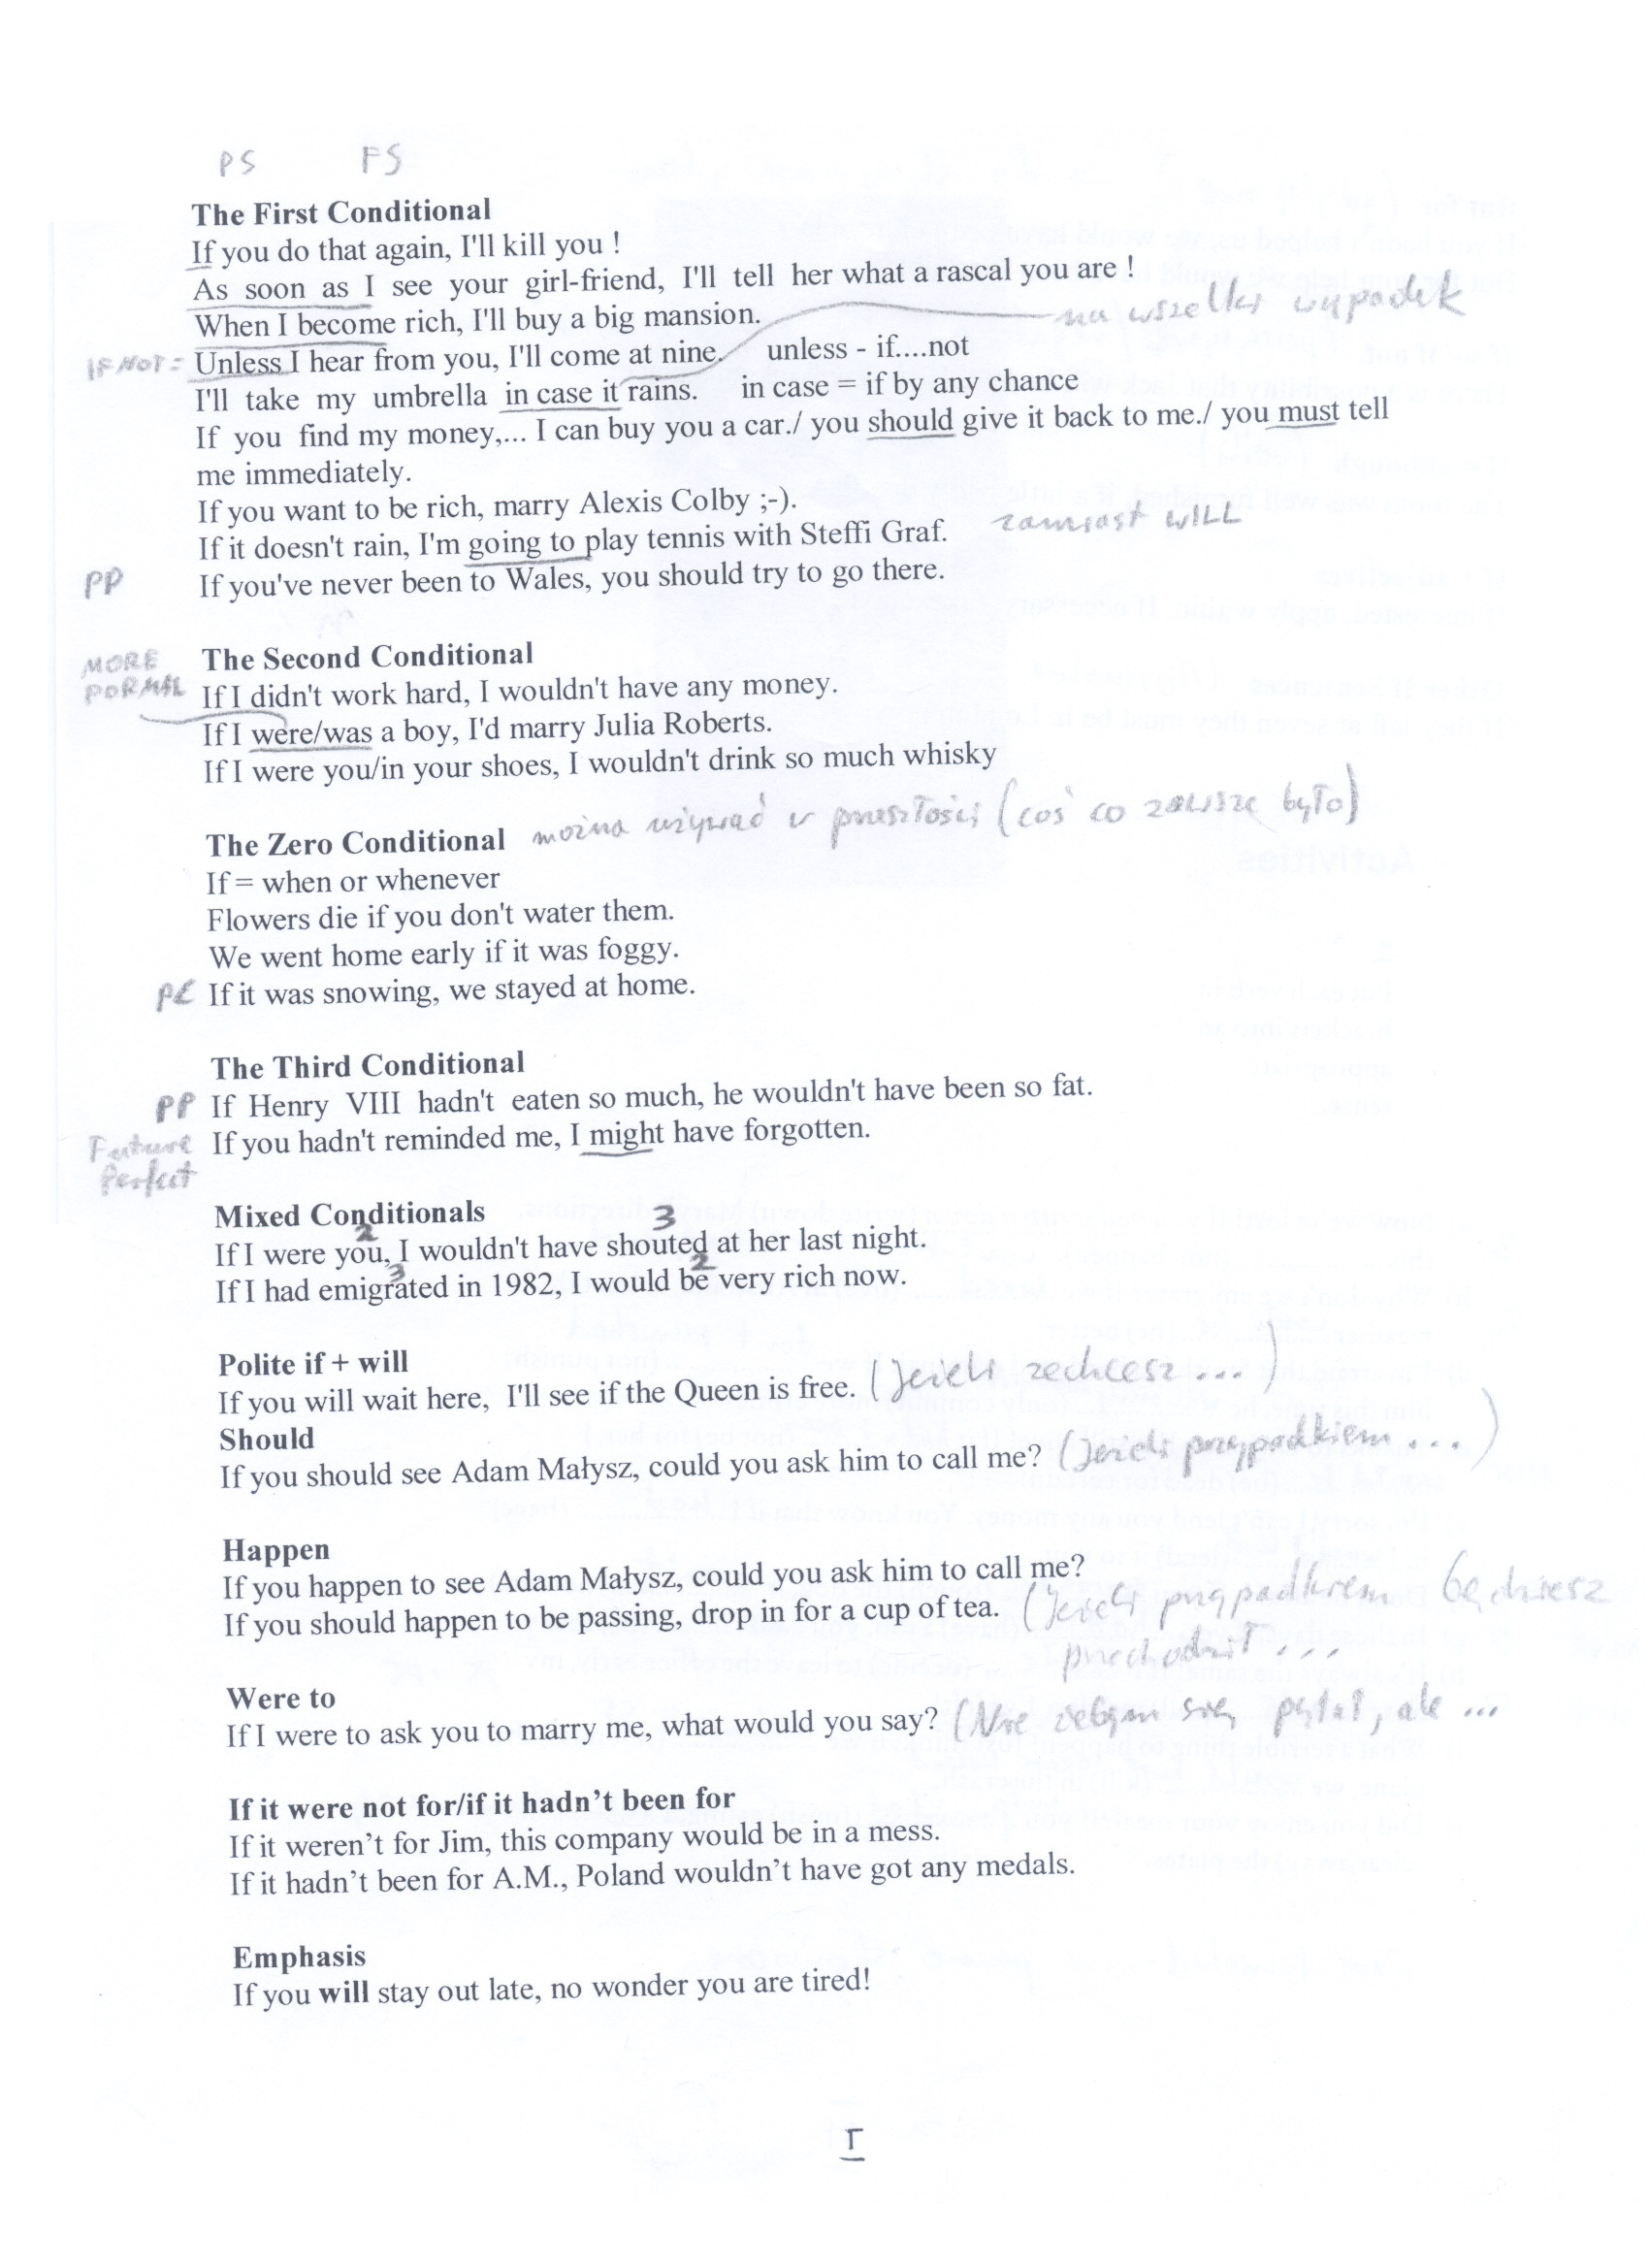 PS FS
The First Conditional
If you do that again, I'll kill you !
As soon as I see your girl-friend, I'll tell her what a rascal you are !
When I become rich, I'll buy a big mansion. na wszelki wypadek
IF NOT = Unless I hear from you, I'll come at nine. unless - if....not
I'll take my umbrella in case it rains. in case = if by any chance
If you find my money,... I can buy you a car./ you should give it back to me./ you must tell
me immediately.
If you want to be rich, marry Alexis Colby ;-).
If it doesn't rain, I'm going to play tennis with Steffi Graf. zamiast WILL
PP If you've never been to Wales, you should try to go there.
MORE The Second Conditional
FORMAL If I didn't work hard, I wouldn't have any money.
If I were/was a boy, I'd marry Julia Roberts.
If I were you/in your shoes, I wouldn't drink so much whisky
The Zero Conditional można używać w przeszłości (coś co zawsze było)
If = when or whenever
Flowers die if you don't water them.
We went home early if it was foggy.
PC If it was snowing, we stayed at home.
The Third Conditional
PP If Henry VIII hadn't eaten so much, he wouldn't have been so fat.
Future If you hadn't reminded me, I might have forgotten.
Perfect
Mixed Conditionals
2 3
If I were you, I wouldn't have shouted at her last night.
3 2
If I had emigrated in 1982, I would be very rich now.
Polite if + will
If you will wait here, I'll see if the Queen is free. (Jeżeli zechcesz ...)
Should
If you should see Adam Małysz, could you ask him to call me? (Jeżeli przypadkiem ...)
Happen
If you happen to see Adam Małysz, could you ask him to call me?
If you should happen to be passing, drop in for a cup of tea. (Jeżeli przypadkiem będziesz
przechodził ...
Were to
If I were to ask you to marry me, what would you say? (Nie żebym się pytał, ale ...
If it were not for/if it hadn’t been for
If it weren’t for Jim, this company would be in a mess.
If it hadn’t been for A.M., Poland wouldn’t have got any medals.
Emphasis
If you will stay out late, no wonder you are tired!
I